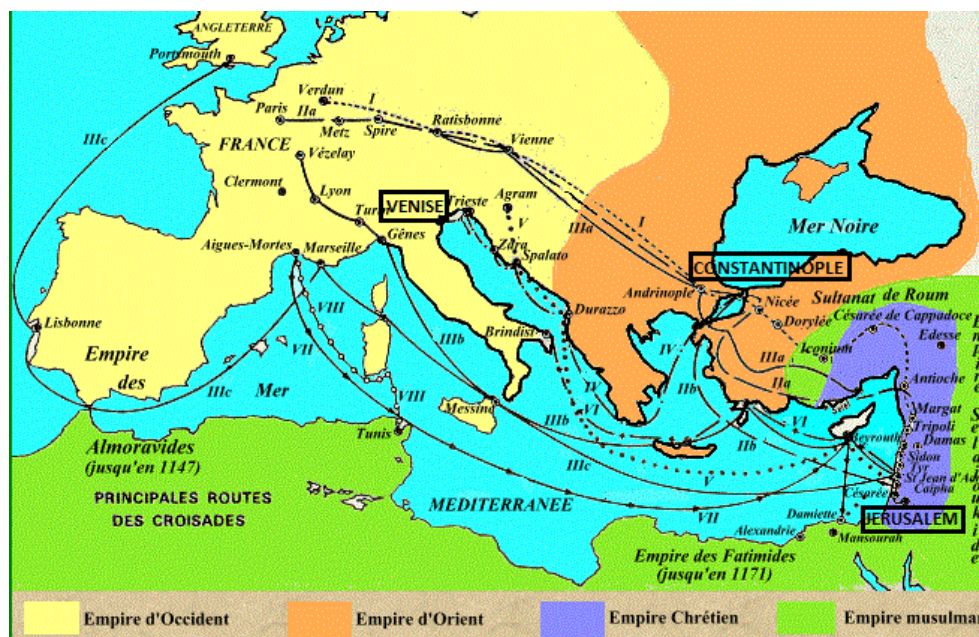 ANGLETERRE
Portsmouth
Verdun
I
Paris
IIa
Metz
Spire
Ratisbonne
Vienne
IIIc
FRANCE
Vézelay
Clermont
Lyon
Turin
VENISE
Trieste
Agram
V
IIIa
I
Mer Noire
Gênes
Zara
Spalato
Aigues-Mortes
Marseille
CONSTANTINOPLE
Andrinople
Nicée
Sultanat de Roum
Césarée de Cappadoce
Dorylée
Edesse
Iconium
Lisbonne
VIII
VII
IIIb
Durazzo
Brindisi
IV
IIb
IIIa
IIa
Antioche
Empire
des
IIIc
Mer
VIII
Messine
IV
VI
IIIb
VI
IIb
Margat
Tripoli
Damas
Beyrouth
Sidon
Tyr
Almoravides
(jusqu'en 1147)
Tunis
IIIc
V
VII
St Jean d'A
Caïpha
Césarée
PRINCIPALES ROUTES
DES CROISADES
MEDITERRANEE
Damiette
JERUSALEM
Alexandrie
Mansourah
Empire des Fatimides
(jusqu'en 1171)
Empire d'Occident
Empire d'Orient
Empire Chrétien
Empire musulma